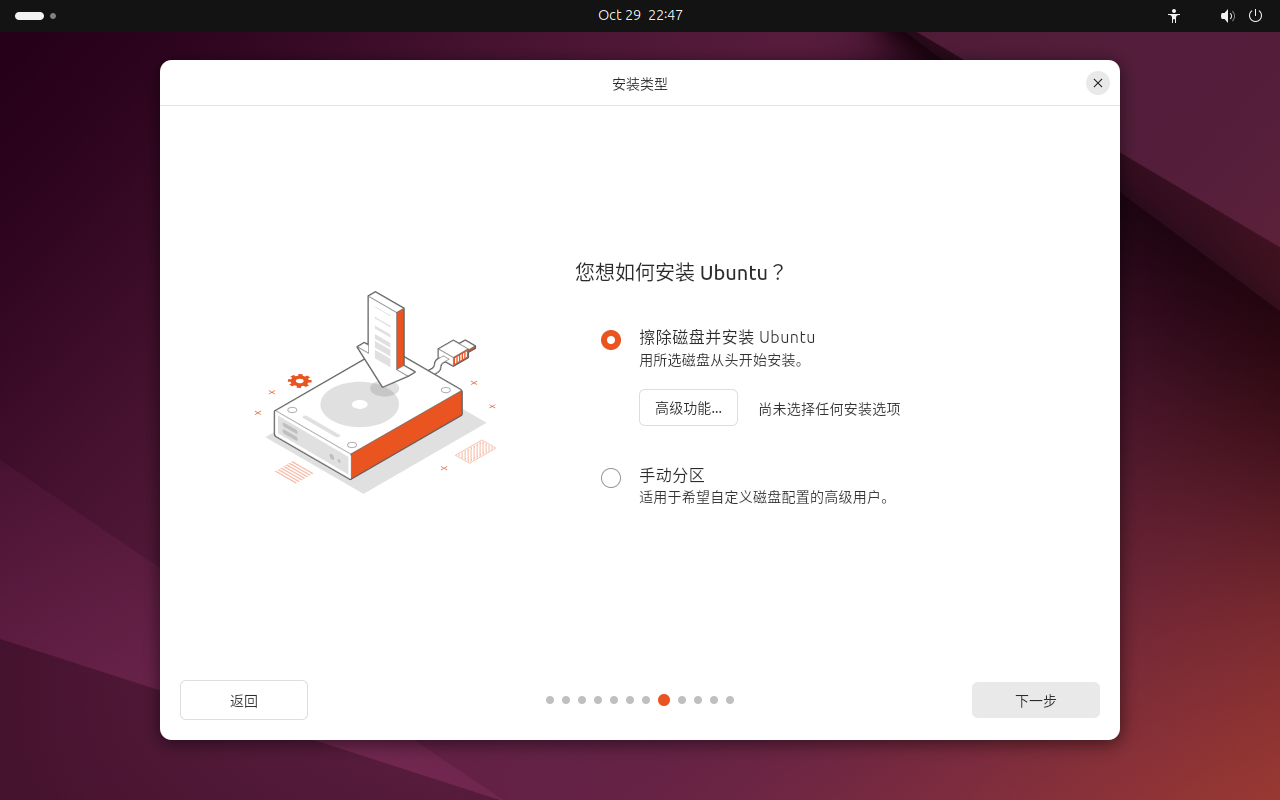 Oct 29 22:47
安装类型
您想如何安装 Ubuntu？
擦除磁盘并安装 Ubuntu
用所选磁盘从头开始安装。
高级功能... 尚未选择任何安装选项
手动分区
适用于希望自定义磁盘配置的高级用户。
返回 下一步